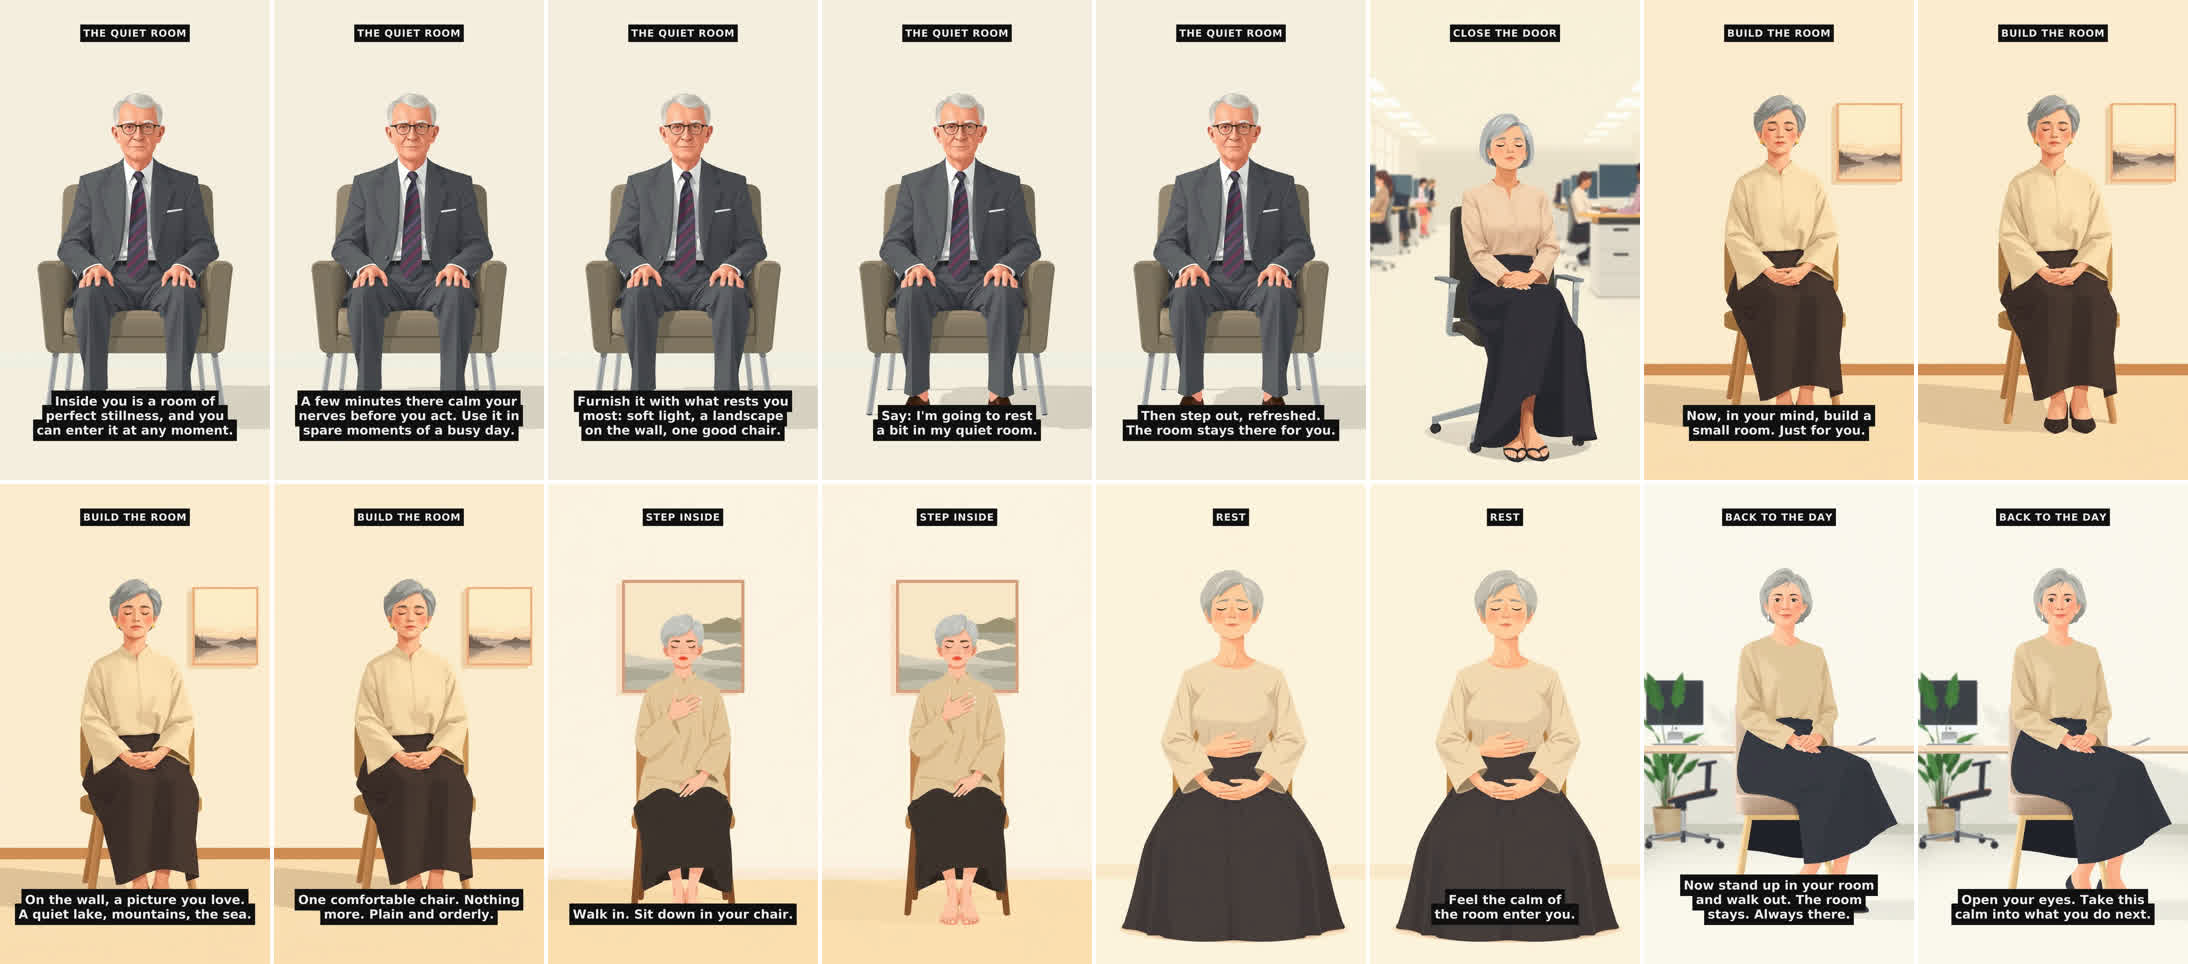 THE QUIET ROOM
Inside you is a room of
perfect stillness, and you
can enter it at any moment.
THE QUIET ROOM
A few minutes there calm your
nerves before you act. Use it in
spare moments of a busy day.
THE QUIET ROOM
Furnish it with what rests you
most: soft light, a landscape
on the wall, one good chair.
THE QUIET ROOM
Say: I'm going to rest
a bit in my quiet room.
THE QUIET ROOM
Then step out, refreshed.
The room stays there for you.
CLOSE THE DOOR
BUILD THE ROOM
Now, in your mind, build a
small room. Just for you.
BUILD THE ROOM
BUILD THE ROOM
On the wall, a picture you love.
A quiet lake, mountains, the sea.
BUILD THE ROOM
One comfortable chair. Nothing
more. Plain and orderly.
STEP INSIDE
Walk in. Sit down in your chair.
STEP INSIDE
REST
REST
Feel the calm of
the room enter you.
BACK TO THE DAY
Now stand up in your room
and walk out. The room
stays. Always there.
BACK TO THE DAY
Open your eyes. Take this
calm into what you do next.